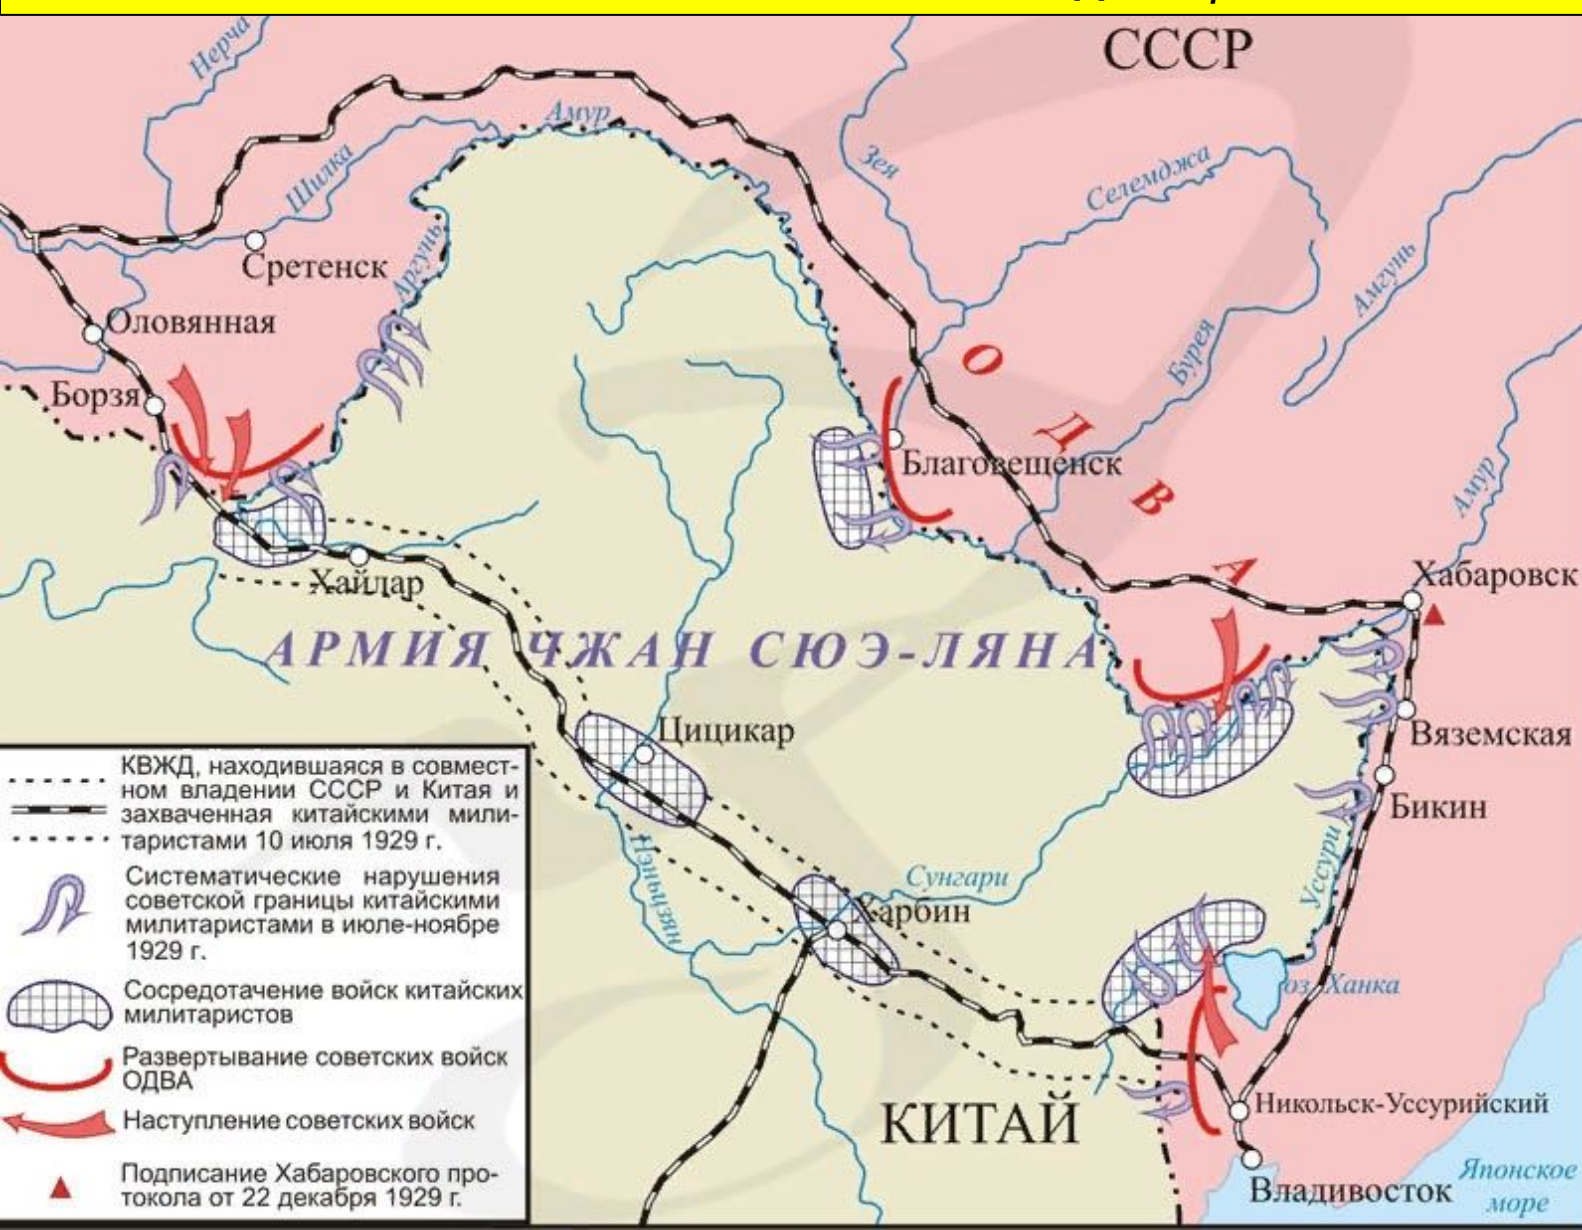 СССР
Нерча
Амур
Шилка
Зея
Селемджа
Сретенск
Аргунь
Амгунь
Оловянная
Бурея
Борзя
О Д В А
Благовещенск
Амур
Хабаровск
Хайлар
АРМИЯ ЧЖАН СЮЭ-ЛЯНА
Цицикар
Вяземская
Бикин
Нэньцзян
Сунгари
Уссури
Харбин
оз. Ханка
КИТАЙ
Никольск-Уссурийский
Владивосток
Японское
море
КВЖД, находившаяся в совмест-
ном владении СССР и Китая и
захваченная китайскими мили-
таристами 10 июля 1929 г.
Систематические нарушения
советской границы китайскими
милитаристами в июле-ноябре
1929 г.
Сосредотачение войск китайских
милитаристов
Развертывание советских войск
ОДВА
Наступление советских войск
Подписание Хабаровского про-
токола от 22 декабря 1929 г.